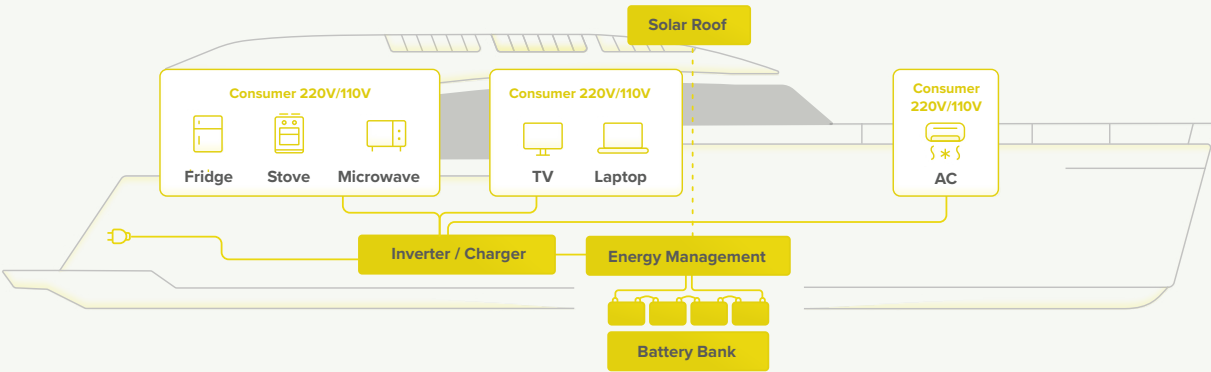 Solar Roof
Consumer 220V/110V
Fridge
Stove
Microwave
Consumer 220V/110V
TV
Laptop
Consumer
220V/110V
AC
Inverter / Charger
Energy Management
Battery Bank